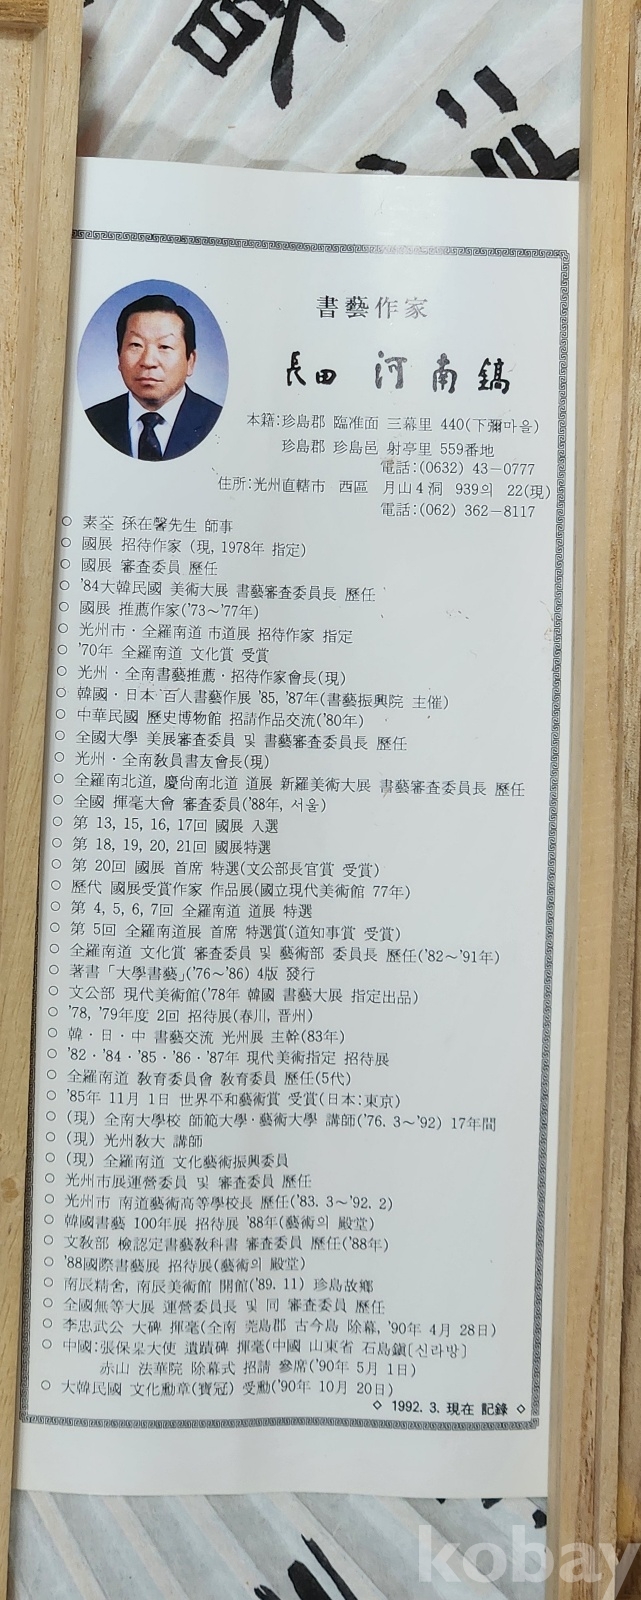 書藝作家
長田 河南鎬
本籍:珍島郡 臨准面 三幕里 440(下彌마을)
珍島郡 珍島邑 射亭里 559番地
電話:(0632) 43-0777
住所:光州直轄市 西區 月山4洞 939의 22(現)
電話:(062) 362-8117
○ 素荃 孫在馨先生 師事
○ 國展 招待作家 (現, 1978年 指定)
○ 國展 審査委員 歷任
○ '84大韓民國 美術大展 書藝審査委員長 歷任
○ 國展 推薦作家('73~'77年)
○ 光州市·全羅南道 市道展 招待作家 指定
○ '70年 全羅南道 文化賞 受賞
○ 光州·全南書藝推薦·招待作家會長(現)
○ 韓國·日本 百人書藝作展 '85, '87年(書藝振興院 主催)
○ 中華民國 歷史博物館 招請作品交流('80年)
○ 全國大學 美展審査委員 및 書藝審査委員長 歷任
○ 光州·全南敎員書友會長(現)
○ 全羅南北道, 慶尙南北道 道展 新羅美術大展 書藝審査委員長 歷任
○ 全國 揮毫大會 審査委員('88年, 서울)
○ 第 13, 15, 16, 17回 國展 入選
○ 第 18, 19, 20, 21回 國展特選
○ 第 20回 國展 首席 特選(文公部長官賞 受賞)
○ 歷代 國展受賞作家 作品展(國立現代美術館 77年)
○ 第 4, 5, 6, 7回 全羅南道 道展 特選
○ 第 5回 全羅南道展 首席 特選賞(道知事賞 受賞)
○ 全羅南道 文化賞 審査委員 및 藝術部 委員長 歷任('82~'91年)
○ 著書「大學書藝」('76~'86) 4版 發行
○ 文公部 現代美術館('78年 韓國 書藝大展 指定出品)
○ '78, '79年度 2回 招待展(春川, 晋州)
○ 韓·日·中 書藝交流 光州展 主幹(83年)
○ '82·'84·'85·'86·'87年 現代美術指定 招待展
○ 全羅南道 敎育委員會 敎育委員 歷任(5代)
○ '85年 11月 1日 世界平和藝術賞 受賞(日本:東京)
○ (現) 全南大學校 師範大學·藝術大學 講師('76. 3~'92) 17年間
○ (現) 光州敎大 講師
○ (現) 全羅南道 文化藝術振興委員
○ 光州市展運營委員 및 審査委員 歷任
○ 光州市 南道藝術高等學校長 歷任('83. 3~'92. 2)
○ 韓國書藝 100年展 招待展 '88年(藝術의 殿堂)
○ 文敎部 檢認定書藝敎科書 審査委員 歷任('88年)
○ '88國際書藝展 招待展(藝術의 殿堂)
○ 南辰精舍, 南辰美術館 開館('89. 11) 珍島故鄕
○ 全國無等大展 運營委員長 및 同 審査委員 歷任
○ 李忠武公 大碑 揮毫(全南 莞島郡 古今島 除幕, '90年 4月 28日)
○ 中國:張保皐大使 遺蹟碑 揮毫(中國 山東省 石島鎭[신라방]
赤山 法華院 除幕式 招請 參席('90年 5月 1日)
○ 大韓民國 文化勳章(寶冠) 受勳('90年 10月 20日)
◇ 1992. 3. 現在 記錄 ◇
kobay